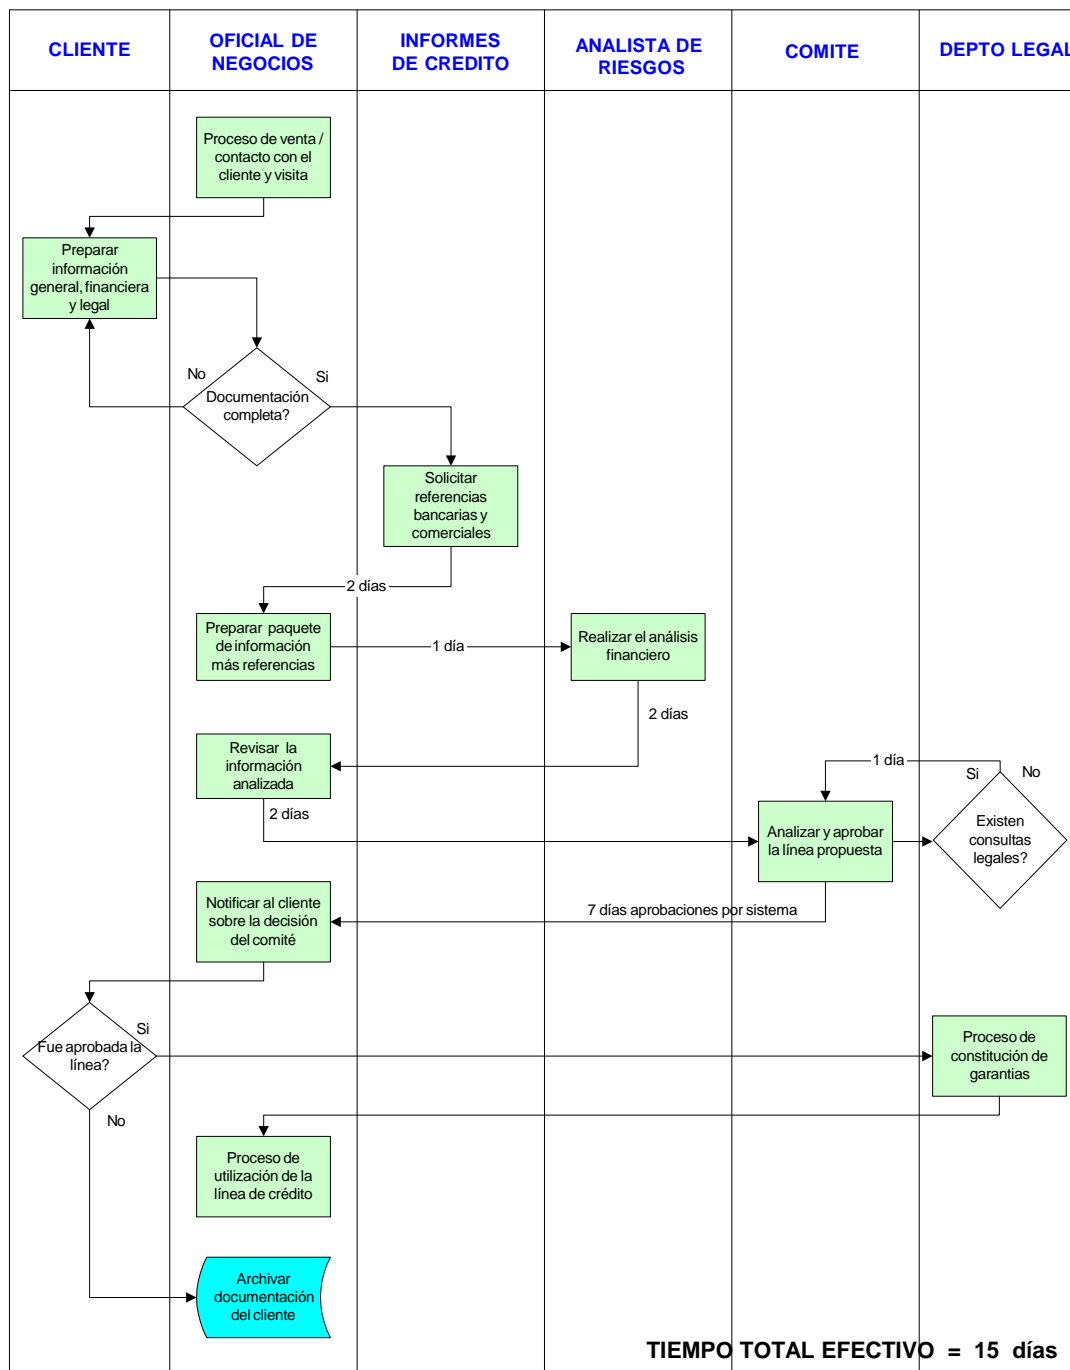 CLIENTE
OFICIAL DE
NEGOCIOS
INFORMES
DE CREDITO
ANALISTA DE
RIESGOS
COMITE
DEPTO LEGAL
Proceso de venta /
contacto con el
cliente y visita
Preparar
información
general, financiera
y legal
No
Si
Documentación
completa?
Solicitar
referencias
bancarias y
comerciales
2 días
Preparar paquete
de información
más referencias
1 día
Realizar el análisis
financiero
2 días
Revisar la
información
analizada
2 días
1 día
Si
No
Analizar y aprobar
la línea propuesta
Existen
consultas
legales?
Notificar al cliente
sobre la decisión
del comité
7 días aprobaciones por sistema
Si
Fue aprobada la
línea?
No
Proceso de
constitución de
garantias
Proceso de
utilización de la
línea de crédito
Archivar
documentación
del cliente
TIEMPO TOTAL EFECTIVO = 15 días